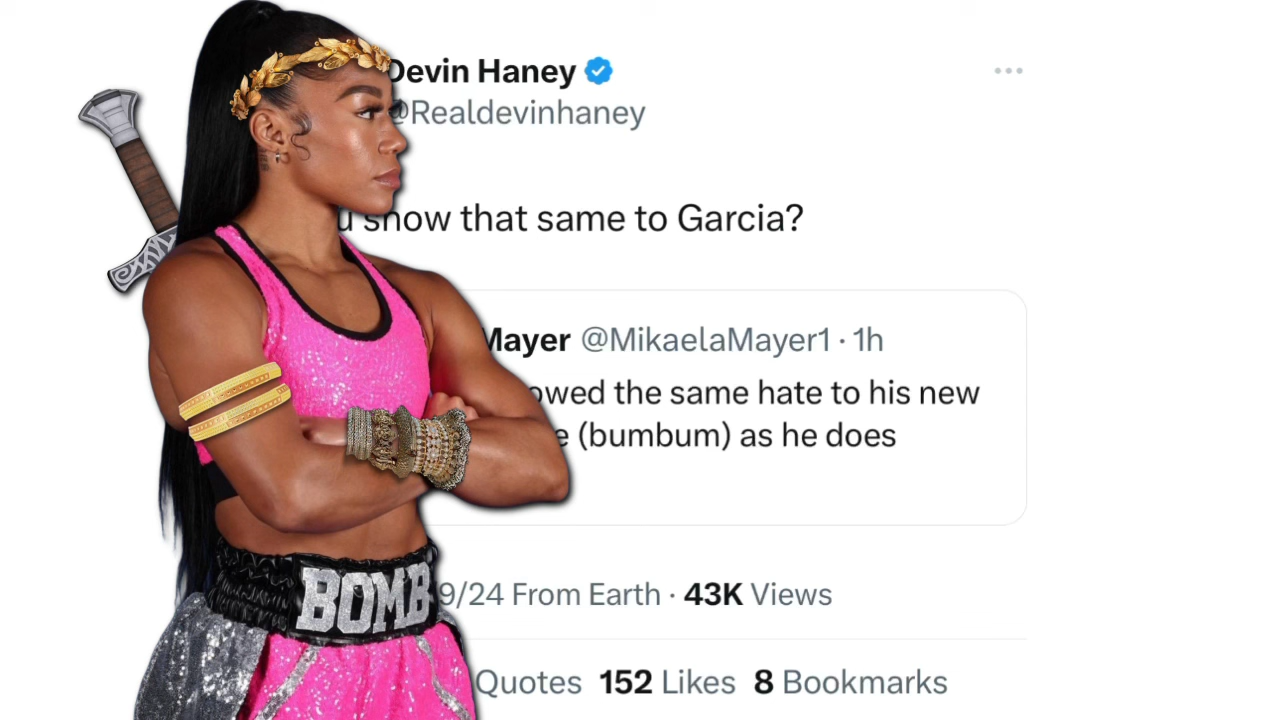 Devin Haney
@Realdevinhaney
show that same to Garcia?
Mayer @MikaelaMayer1 · 1h
the same hate to his new
(bumbum) as he does
9/24 From Earth · 43K Views
Quotes 152 Likes 8 Bookmarks
BOMB